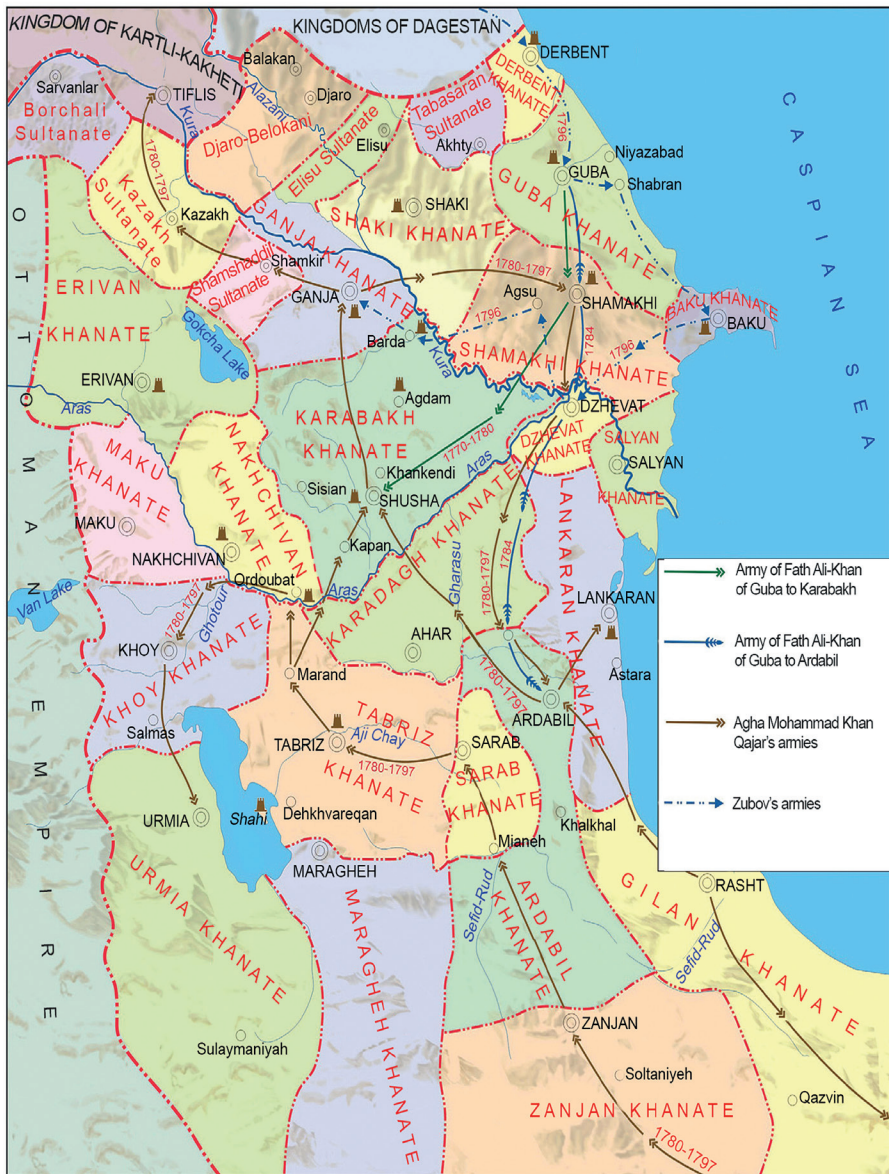 KINGDOM OF KARTLI-KAKHETI
KINGDOMS OF DAGESTAN
Sarvanlar
Borchali
Sultanate
TIFLIS
Kura
Balakan
Djaro
Alazan
Djaro-Belokani
Elisu Sultanate
Elisu
Tabasaran
Sultanate
Akhty
DERBENT
DERBENT
KHANATE
1796
Niyazabad
GUBA
Shabran
GUBA KHANATE
CASPIAN SEA
1780-1797
Kazakh
Sultanate
Kazakh
SHAKI
SHAKI KHANATE
GANJA KHANATE
Shamkir
Shamshaddil
Sultanate
GANJA
1780-1797
Agsu
SHAMAKHI
1796
1784
SHAMAKHI KHANATE
BAKU KHANATE
BAKU
1796
OTTOMAN EMPIRE
ERIVAN
KHANATE
Gokcha Lake
ERIVAN
Aras
Barda
Kura
Agdam
KARABAKH
KHANATE
1770-1780
Khankendi
Sisian
SHUSHA
Kapan
DZHEVAT
DZHEVAT
KHANATE
Aras
SALYAN
SALYAN
KHANATE
MAKU
KHANATE
MAKU
NAKHCHIVAN
KHANATE
NAKHCHIVAN
Ordoubat
Aras
KARADAGH KHANATE
Gharasu
AHAR
1780-1797
1784
LANKARAN KHANATE
LANKARAN
Astara
Van Lake
1780-1797
Ghotour
KHOY
KHOY KHANATE
Salmas
Marand
1780-1797
ARDABIL
TABRIZ
TABRIZ
Aji Chay
KHANATE
1780-1797
SARAB
SARAB
KHANATE
Dehkhvareqan
Shahi
URMIA
URMIA KHANATE
MARAGHEH
MARAGHEH KHANATE
Mianeh
Khalkhal
Sefid-Rud
ARDABIL
KHANATE
RASHT
GILAN KHANATE
Sefid-Rud
Sulaymaniyah
ZANJAN
Soltaniyeh
ZANJAN KHANATE
1780-1797
Qazvin
Army of Fath Ali-Khan
of Guba to Karabakh
Army of Fath Ali-Khan
of Guba to Ardabil
Agha Mohammad Khan
Qajar's armies
Zubov's armies